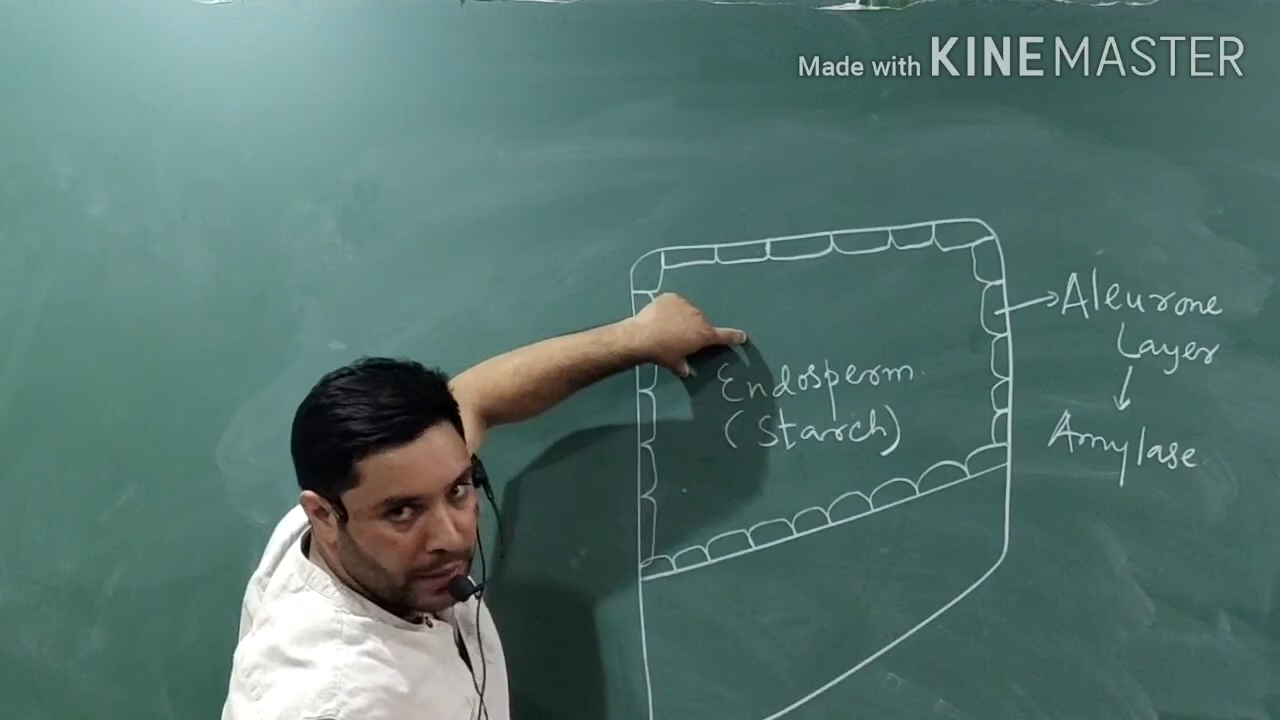 Made with KINEMASTER
Aleurone
Layer
Endosperm.
(Starch)
Amylase.